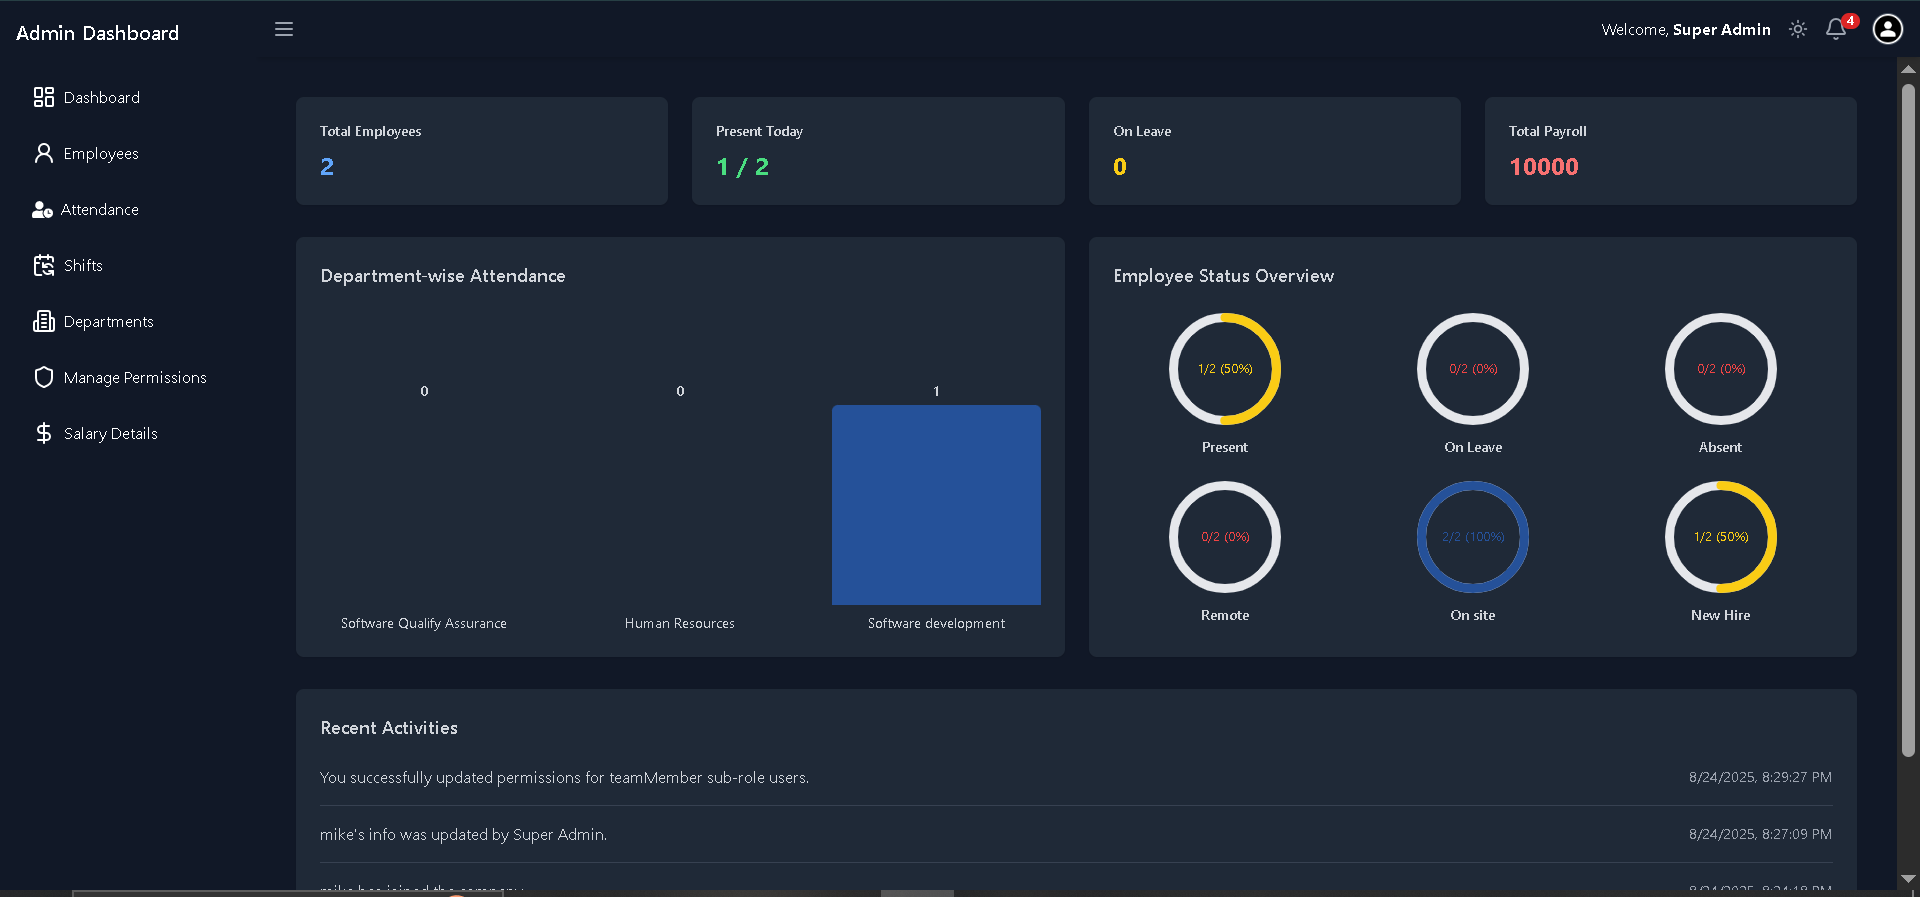 Admin Dashboard
Welcome, Super Admin
4
Dashboard
Employees
Attendance
Shifts
Departments
Manage Permissions
Salary Details
Total Employees
2
Present Today
1 / 2
On Leave
0
Total Payroll
10000
Department-wise Attendance
0
0
1
Software Qualify Assurance
Human Resources
Software development
Employee Status Overview
1/2 (50%)
Present
0/2 (0%)
On Leave
0/2 (0%)
Absent
0/2 (0%)
Remote
2/2 (100%)
On site
1/2 (50%)
New Hire
Recent Activities
You successfully updated permissions for teamMember sub-role users.
8/24/2025, 8:29:27 PM
mike's info was updated by Super Admin.
8/24/2025, 8:27:09 PM
mike has joined the company